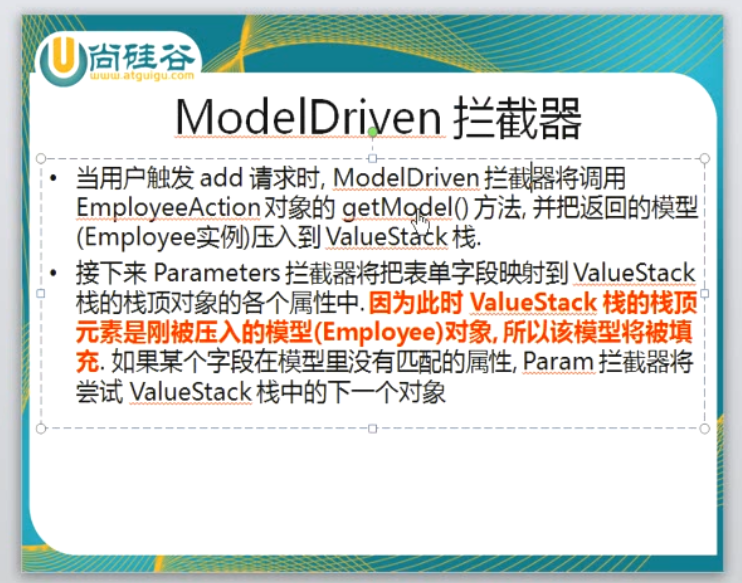 尚硅谷
www.atguigu.com
ModelDriven 拦截器
• 当用户触发 add 请求时, ModelDriven 拦截器将调用
EmployeeAction 对象的 getModel() 方法, 并把返回的模型
(Employee实例)压入到 ValueStack 栈.
• 接下来 Parameters 拦截器将把表单字段映射到 ValueStack
栈的栈顶对象的各个属性中. 因为此时 ValueStack 栈的栈顶
元素是刚被压入的模型(Employee)对象, 所以该模型将被填
充. 如果某个字段在模型里没有匹配的属性, Param 拦截器将
尝试 ValueStack 栈中的下一个对象